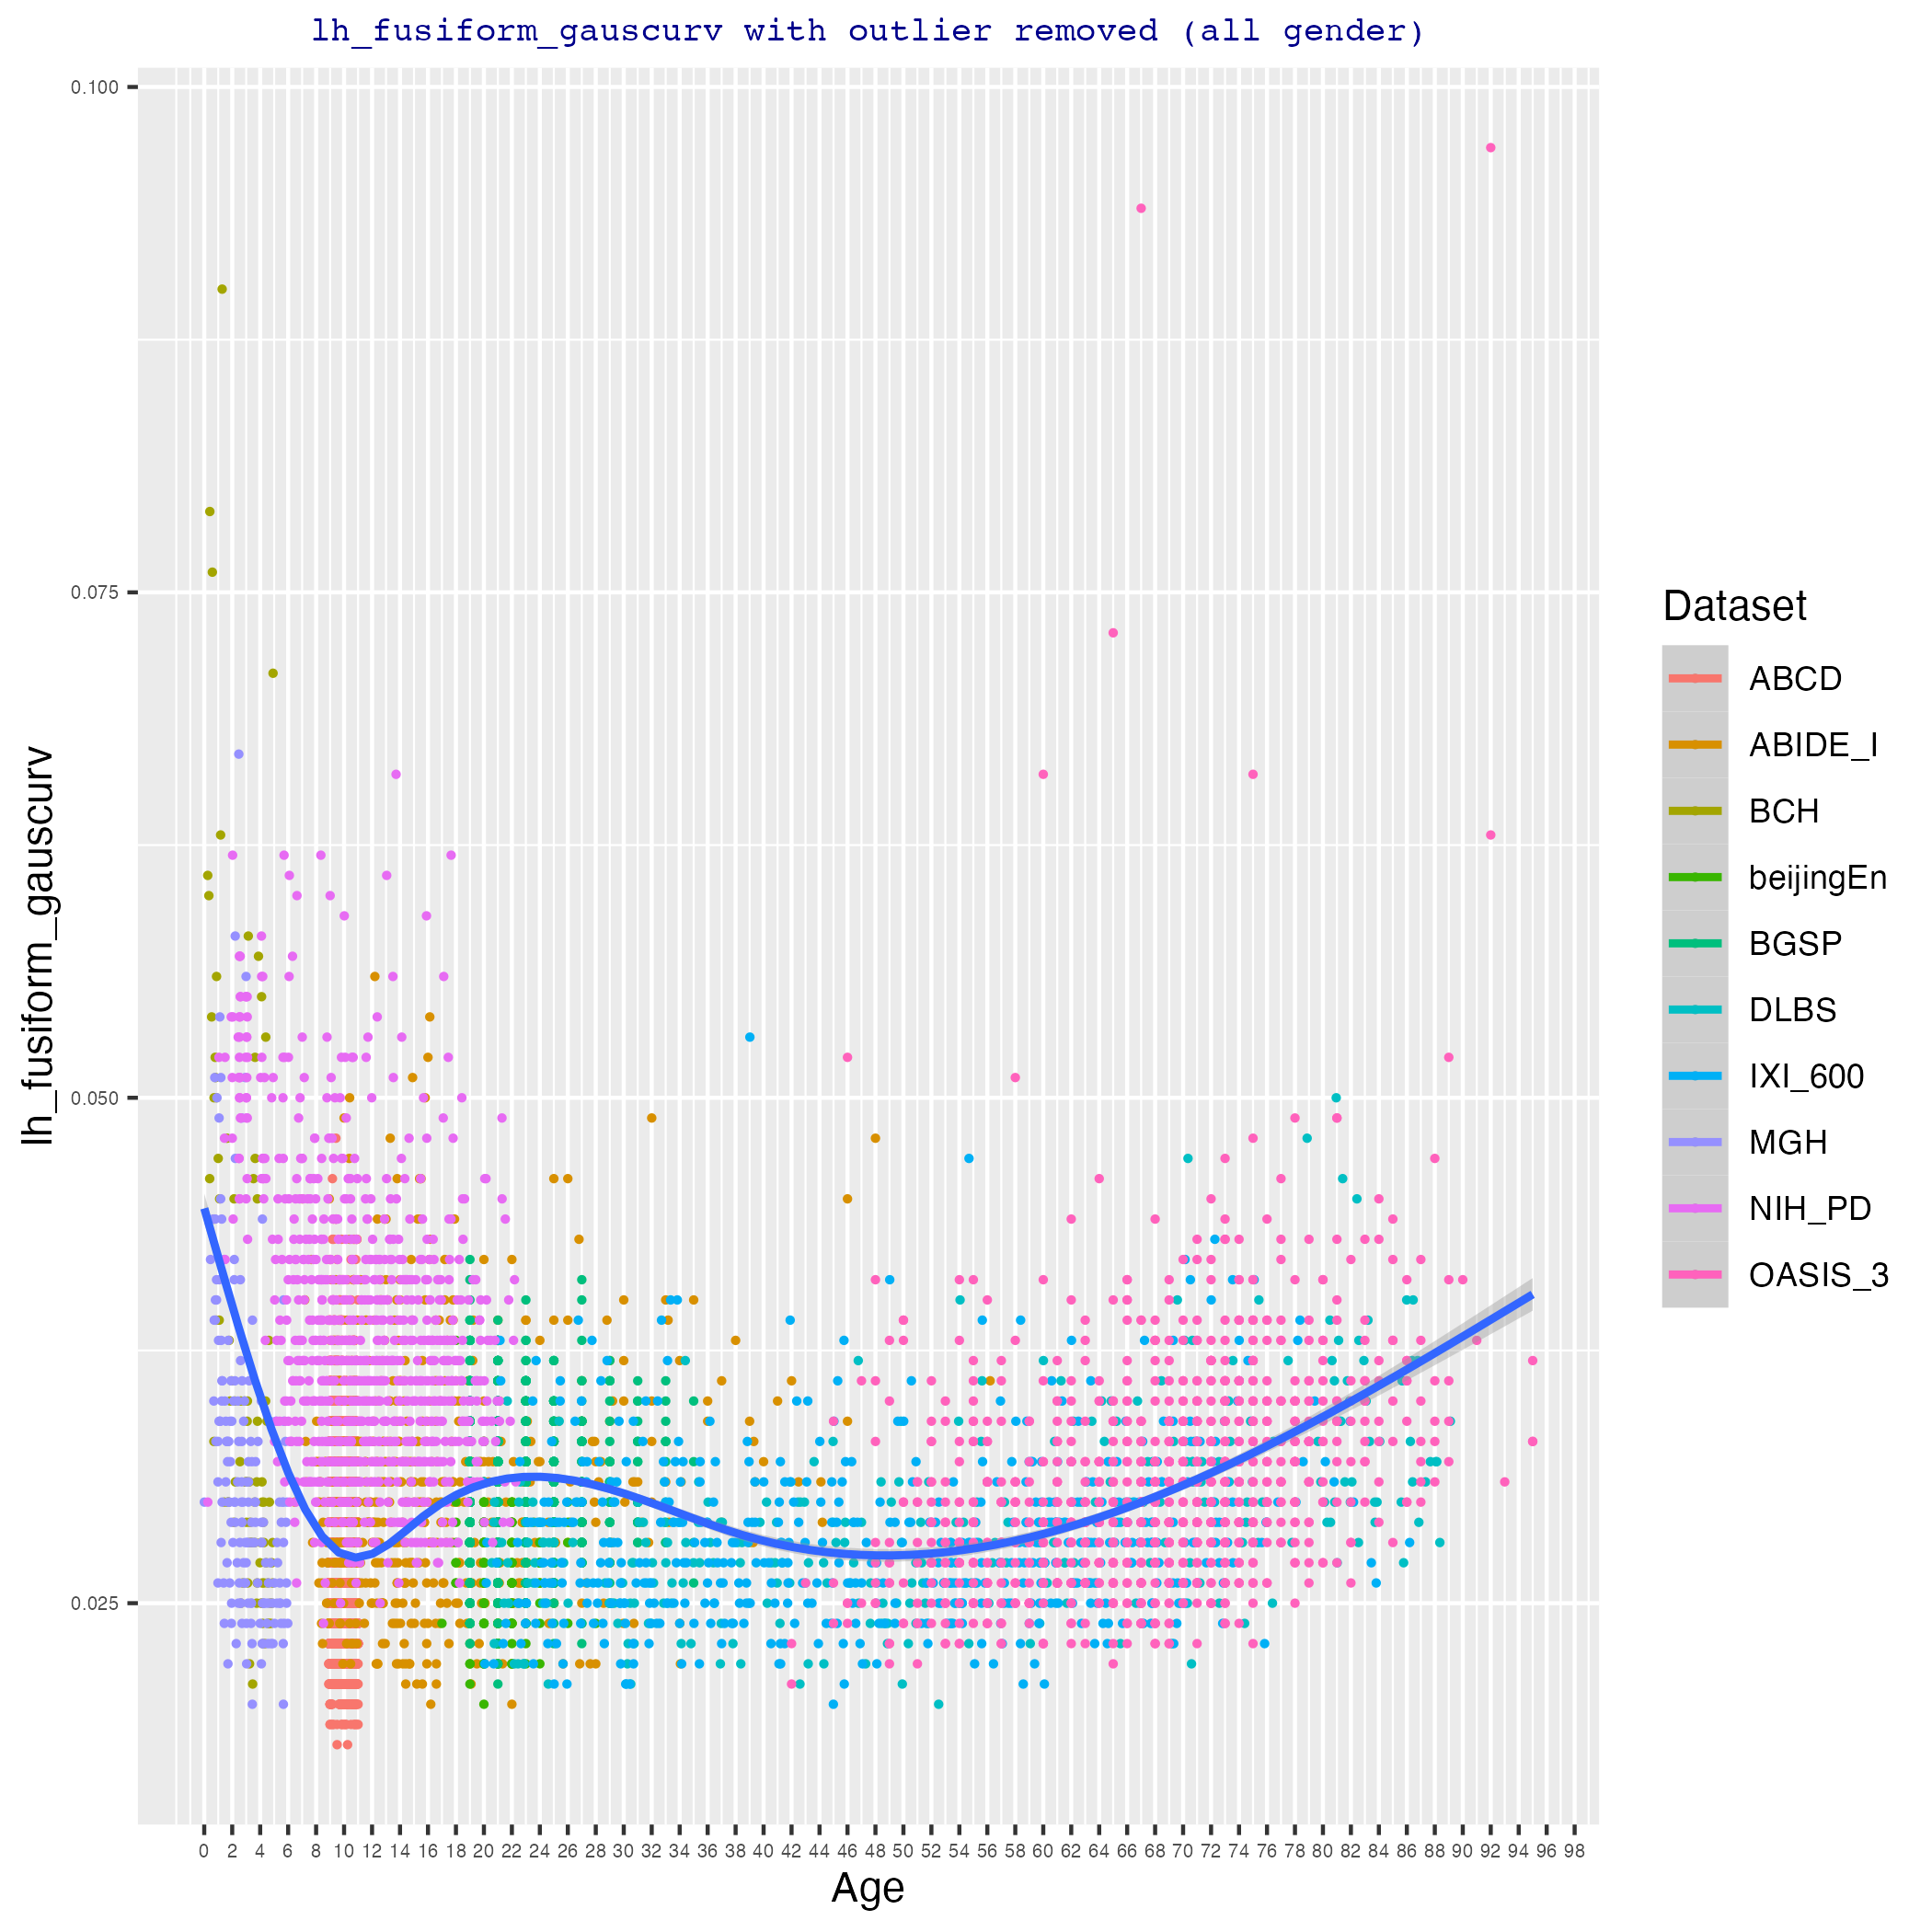 lh_fusiform_gauscurv with outlier removed (all gender)
0.100
0.075
0.050
0.025
lh_fusiform_gauscurv
0 2 4 6 8 10 12 14 16 18 20 22 24 26 28 30 32 34 36 38 40 42 44 46 48 50 52 54 56 58 60 62 64 66 68 70 72 74 76 78 80 82 84 86 88 90 92 94 96 98
Age
Dataset
ABCD
ABIDE_I
BCH
beijingEn
BGSP
DLBS
IXI_600
MGH
NIH_PD
OASIS_3